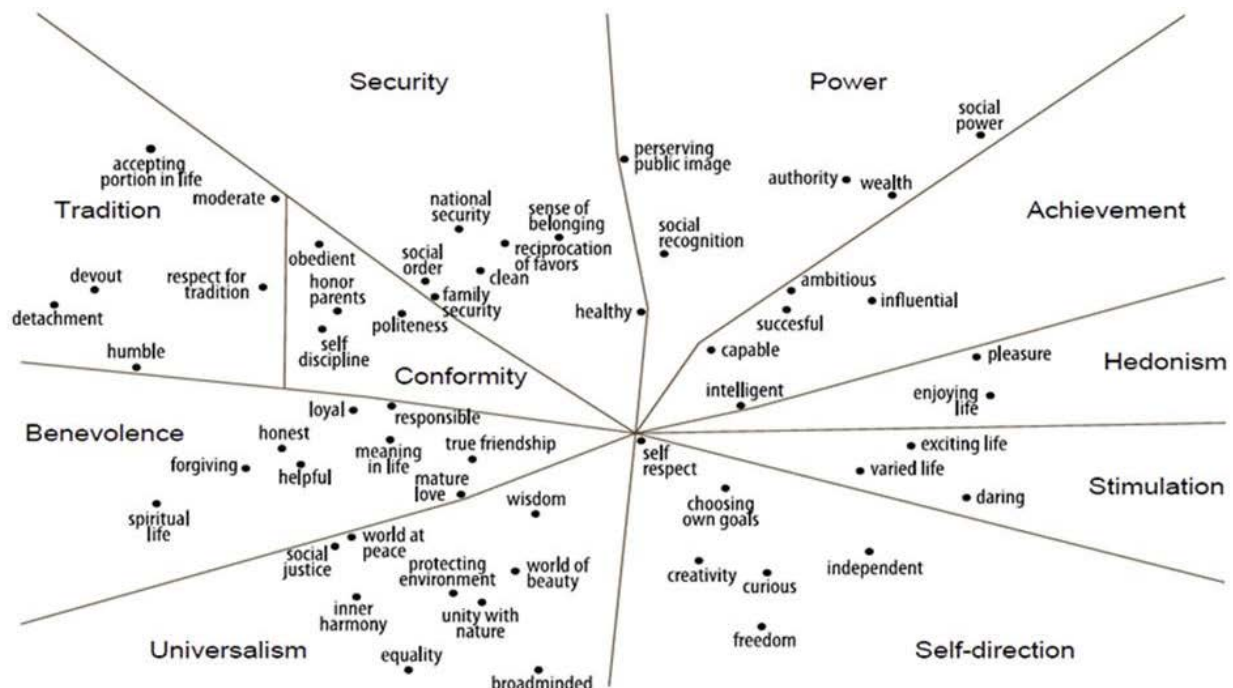 Security
Power
social
power
perserving
public image
accepting
portion in life
authority
wealth
moderate
Tradition
national
security
sense of
belonging
Achievement
social
recognition
obedient
social
order
reciprocation
of favors
devout
respect for
tradition
honor
parents
clean
ambitious
influential
detachment
family
security
healthy
politeness
succesful
self
discipline
humble
capable
pleasure
Hedonism
Conformity
intelligent
enjoying
life
loyal
responsible
Benevolence
honest
meaning
in life
true friendship
self
respect
exciting life
forgiving
helpful
varied life
mature
love
wisdom
choosing
own goals
daring
Stimulation
spiritual
life
world at
peace
social
justice
protecting
environment
world of
beauty
creativity
curious
independent
inner
harmony
unity with
nature
freedom
Universalism
equality
Self-direction
broadminded